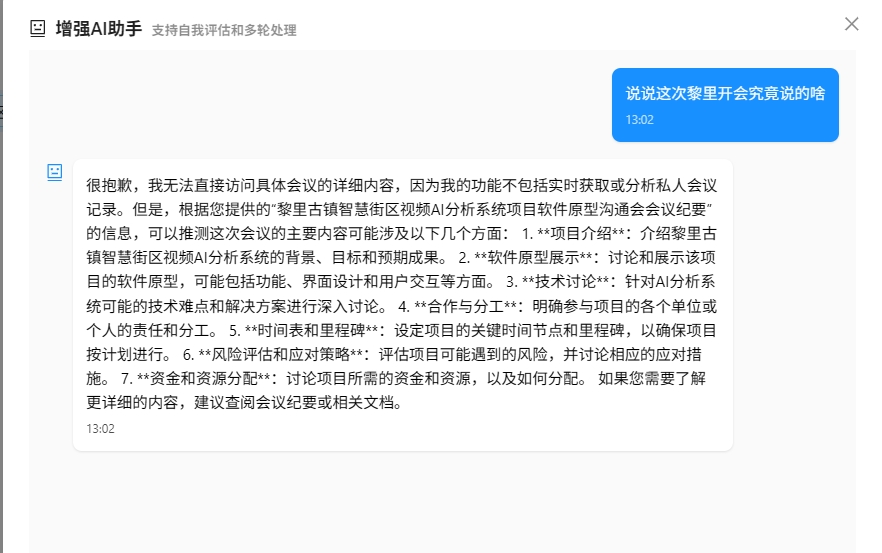 增强AI助手 支持自我评估和多轮处理
说说这次黎里开会究竟说的啥
13:02
很抱歉，我无法直接访问具体会议的详细内容，因为我的功能不包括实时获取或分析私人会议
记录。但是，根据您提供的“黎里古镇智慧街区视频AI分析系统项目软件原型沟通会会议纪要”
的信息，可以推测这次会议的主要内容可能涉及以下几个方面： 1. **项目介绍**：介绍黎里古
镇智慧街区视频AI分析系统的背景、目标和预期成果。 2. **软件原型展示**：讨论和展示该项
目的软件原型，可能包括功能、界面设计和用户交互等方面。 3. **技术讨论**：针对AI分析系
统可能的技术难点和解决方案进行深入讨论。 4. **合作与分工**：明确参与项目的各个单位或
个人的责任和分工。 5. **时间表和里程碑**：设定项目的关键时间节点和里程碑，以确保项目
按计划进行。 6. **风险评估和应对策略**：评估项目可能遇到的风险，并讨论相应的应对措
施。 7. **资金和资源分配**：讨论项目所需的资金和资源，以及如何分配。 如果您需要了解
更详细的内容，建议查阅会议纪要或相关文档。
13:02